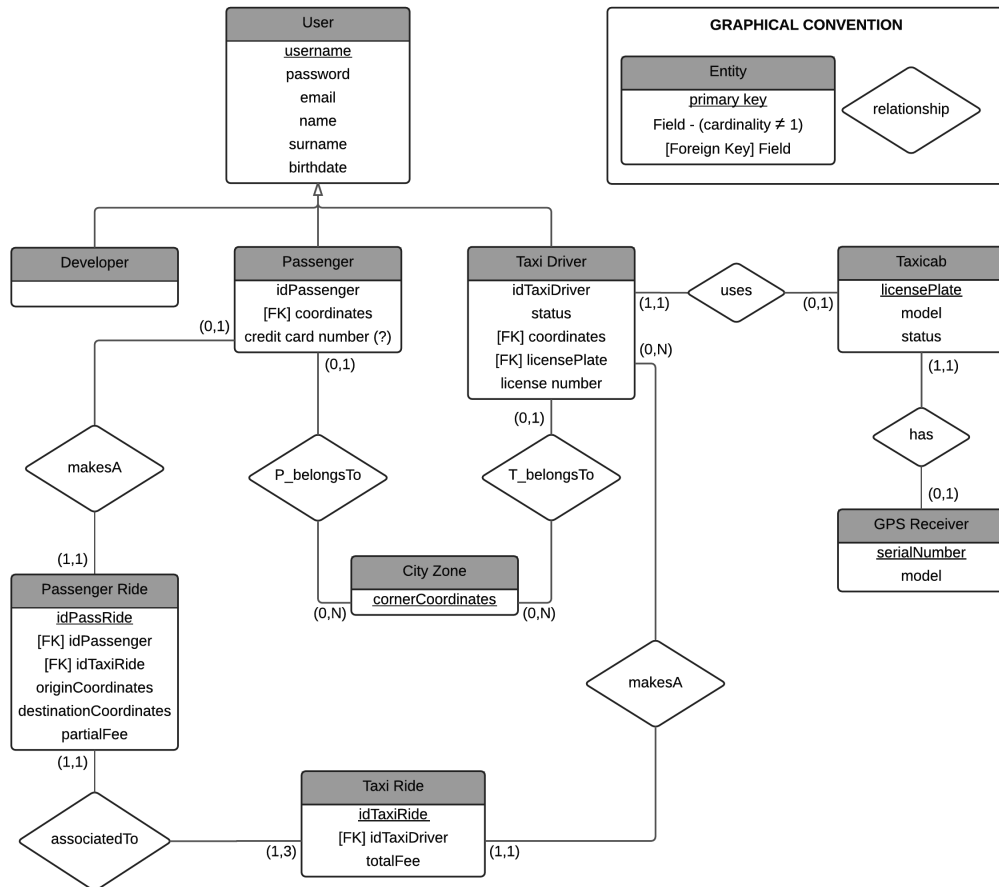 User
username
password
email
name
surname
birthdate
GRAPHICAL CONVENTION
Entity
primary key
Field - (cardinality ≠ 1)
[Foreign Key] Field
relationship
Developer
Passenger
idPassenger
[FK] coordinates
credit card number (?)
Taxi Driver
idTaxiDriver
status
[FK] coordinates
[FK] licensePlate
license number
(1,1)
uses
(0,1)
Taxicab
licensePlate
model
status
(0,1)
(0,1)
(0,N)
(1,1)
(0,1)
makesA
P_belongsTo
T_belongsTo
has
(0,1)
GPS Receiver
serialNumber
model
(1,1)
City Zone
cornerCoordinates
(0,N)
(0,N)
Passenger Ride
idPassRide
[FK] idPassenger
[FK] idTaxiRide
originCoordinates
destinationCoordinates
partialFee
makesA
(1,1)
associatedTo
(1,3)
Taxi Ride
idTaxiRide
[FK] idTaxiDriver
totalFee
(1,1)